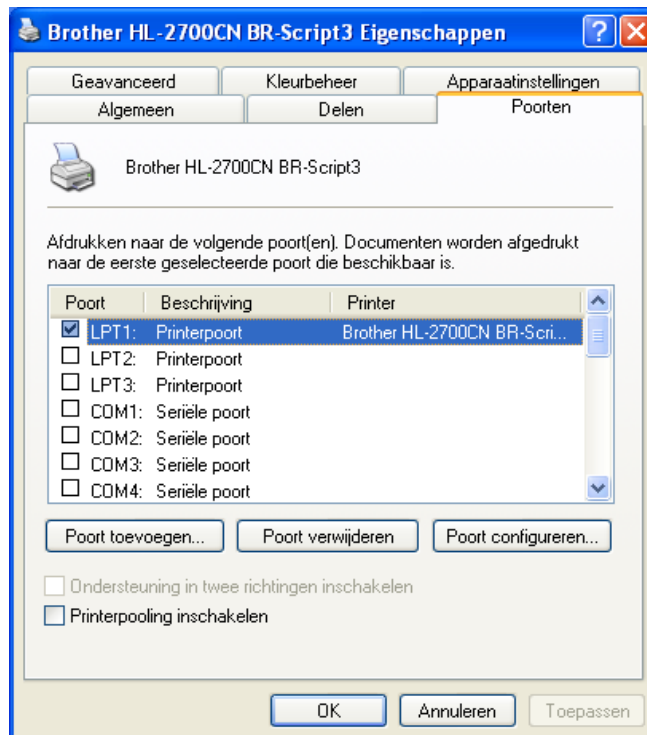 Brother HL-2700CN BR-Script3 Eigenschappen
Geavanceerd Kleurbeheer Apparaatinstellingen
Algemeen Delen Poorten
Brother HL-2700CN BR-Script3
Afdrukken naar de volgende poort(en). Documenten worden afgedrukt
naar de eerste geselecteerde poort die beschikbaar is.
Poort Beschrijving Printer
LPT1: Printerpoort Brother HL-2700CN BR-Scri...
LPT2: Printerpoort
LPT3: Printerpoort
COM1: Seriële poort
COM2: Seriële poort
COM3: Seriële poort
COM4: Seriële poort
Poort toevoegen... Poort verwijderen Poort configureren...
Ondersteuning in twee richtingen inschakelen
Printerpooling inschakelen
OK Annuleren Toepassen